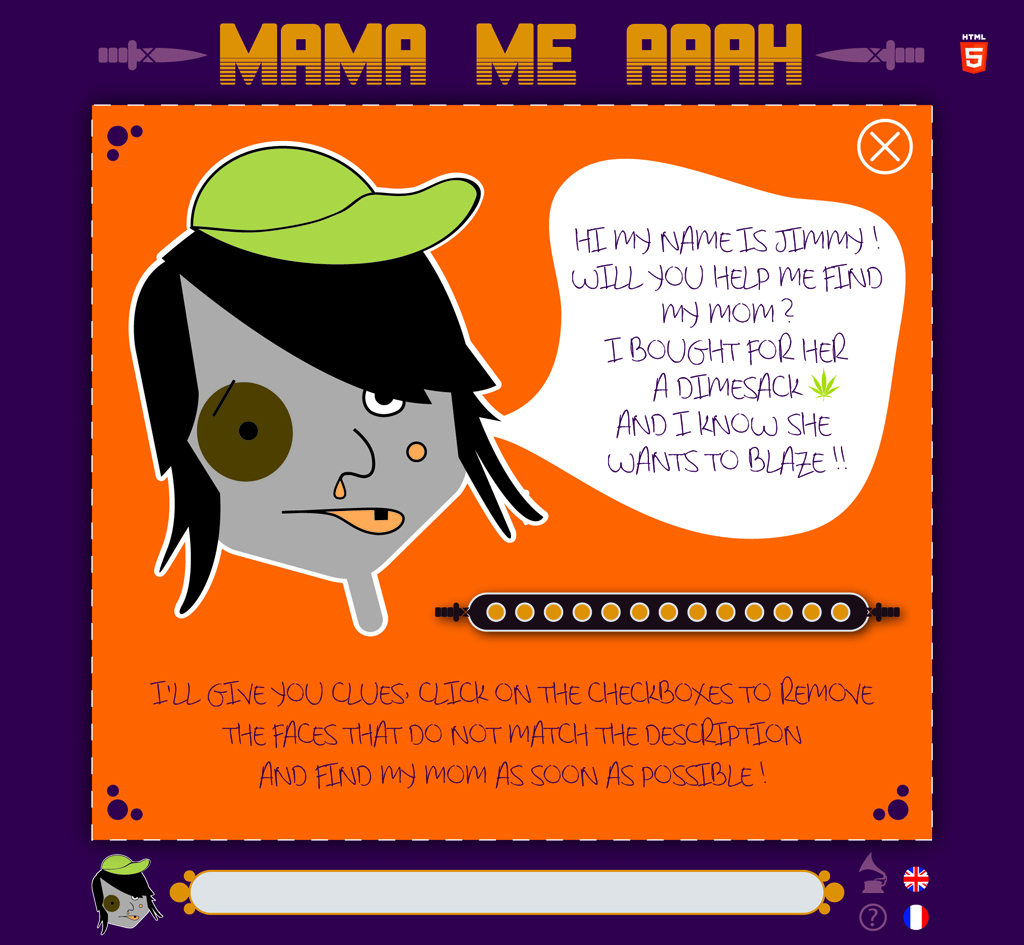 MAMA ME AAAH
HTML
5
HI MY NAME IS JIMMY !
WILL YOU HELP ME FIND
MY MOM ?
I BOUGHT FOR HER
A DIMESACK
AND I KNOW SHE
WANTS TO BLAZE !!
I'LL GIVE YOU CLUES, CLICK ON THE CHECKBOXES TO REMOVE
THE FACES THAT DO NOT MATCH THE DESCRIPTION
AND FIND MY MOM AS SOON AS POSSIBLE !
?